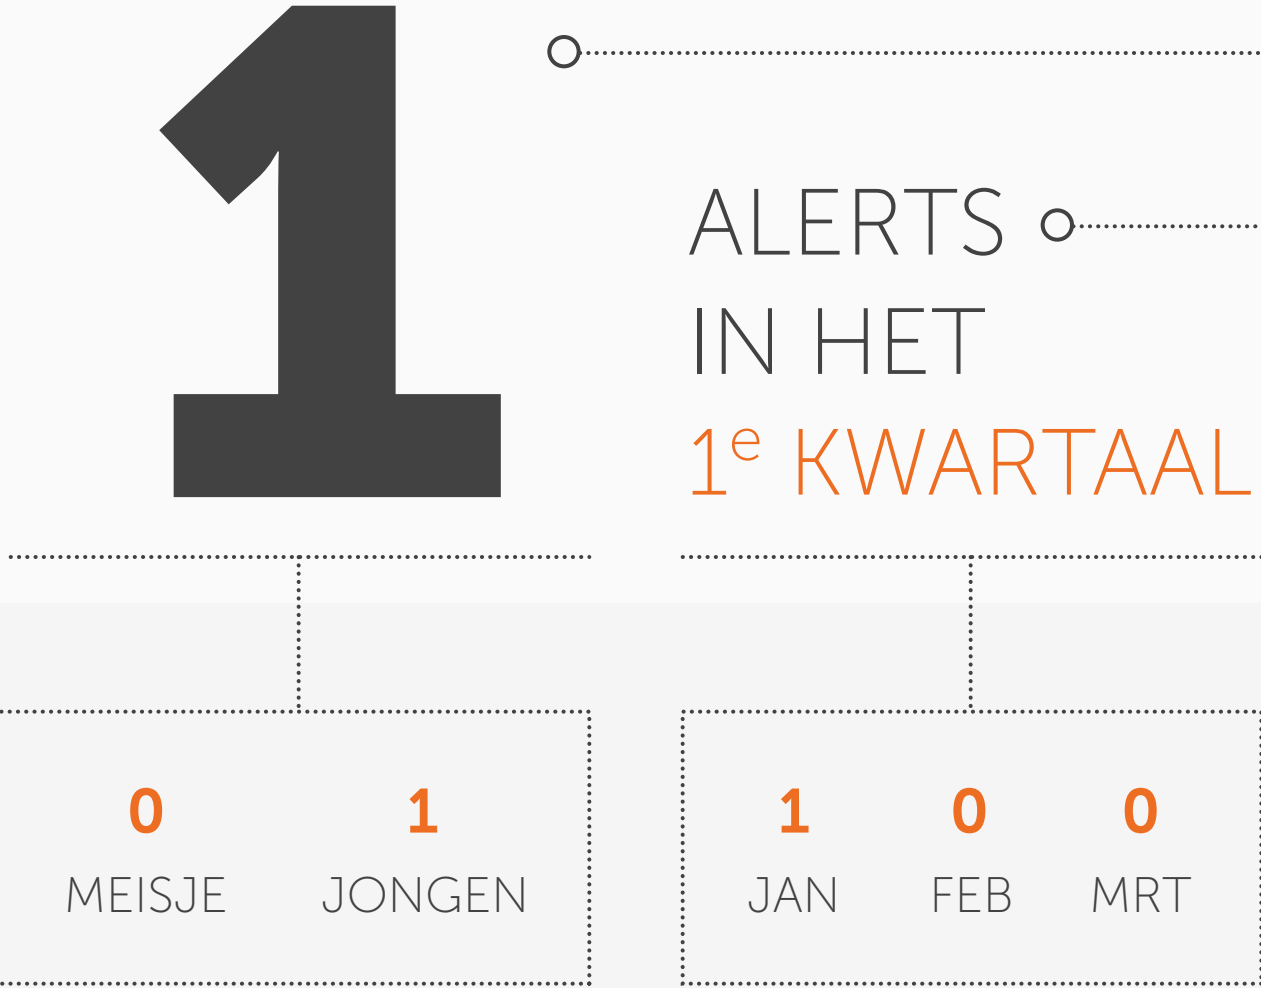 1
ALERTS
IN HET
1e KWARTAAL
0 1
MEISJE JONGEN
1 0 0
JAN FEB MRT